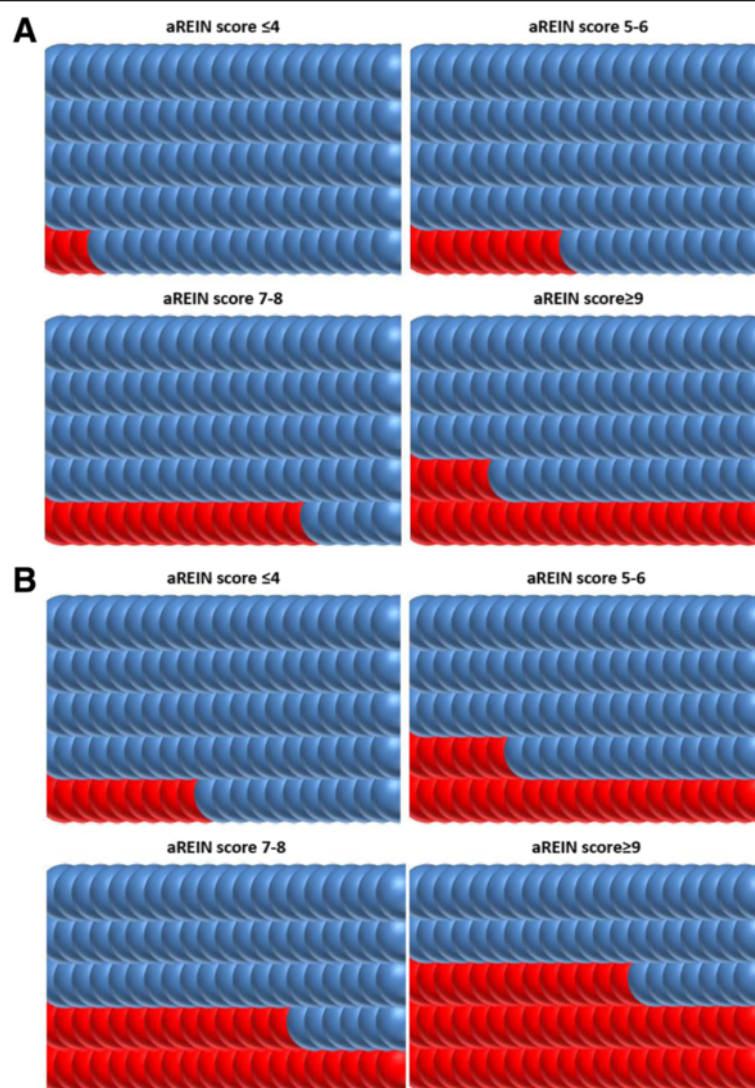 A
aREIN score ≤4
aREIN score 5-6
aREIN score 7-8
aREIN score≥9
B
aREIN score ≤4
aREIN score 5-6
aREIN score 7-8
aREIN score≥9